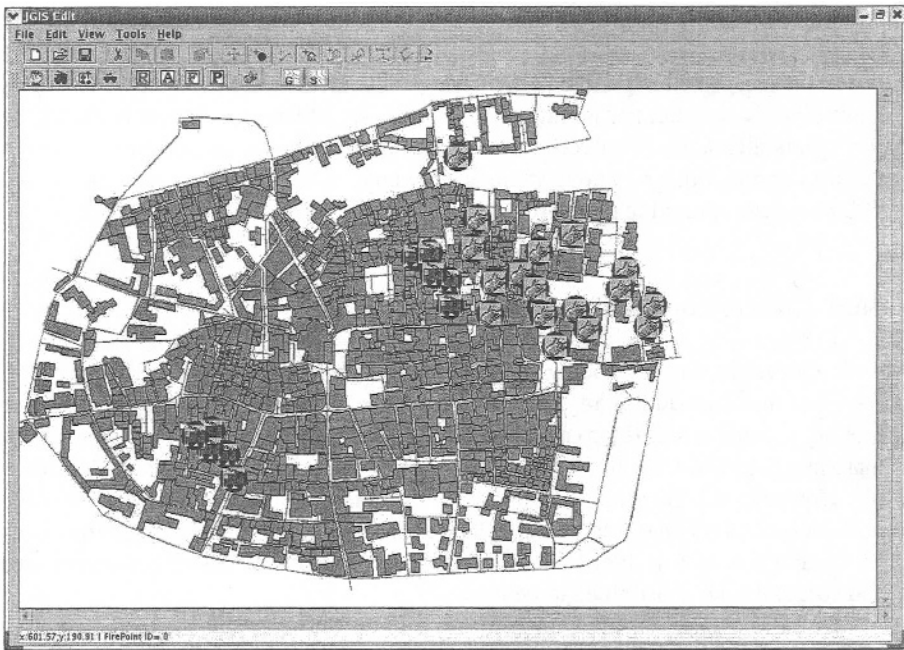 JGIS Edit
File Edit View Tools Help
R A F P G S
x:601.57;y:190.91 | FirePoint ID= 0